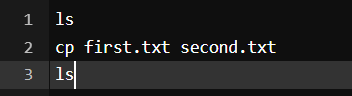 1 ls
2 cp first.txt second.txt
3 ls